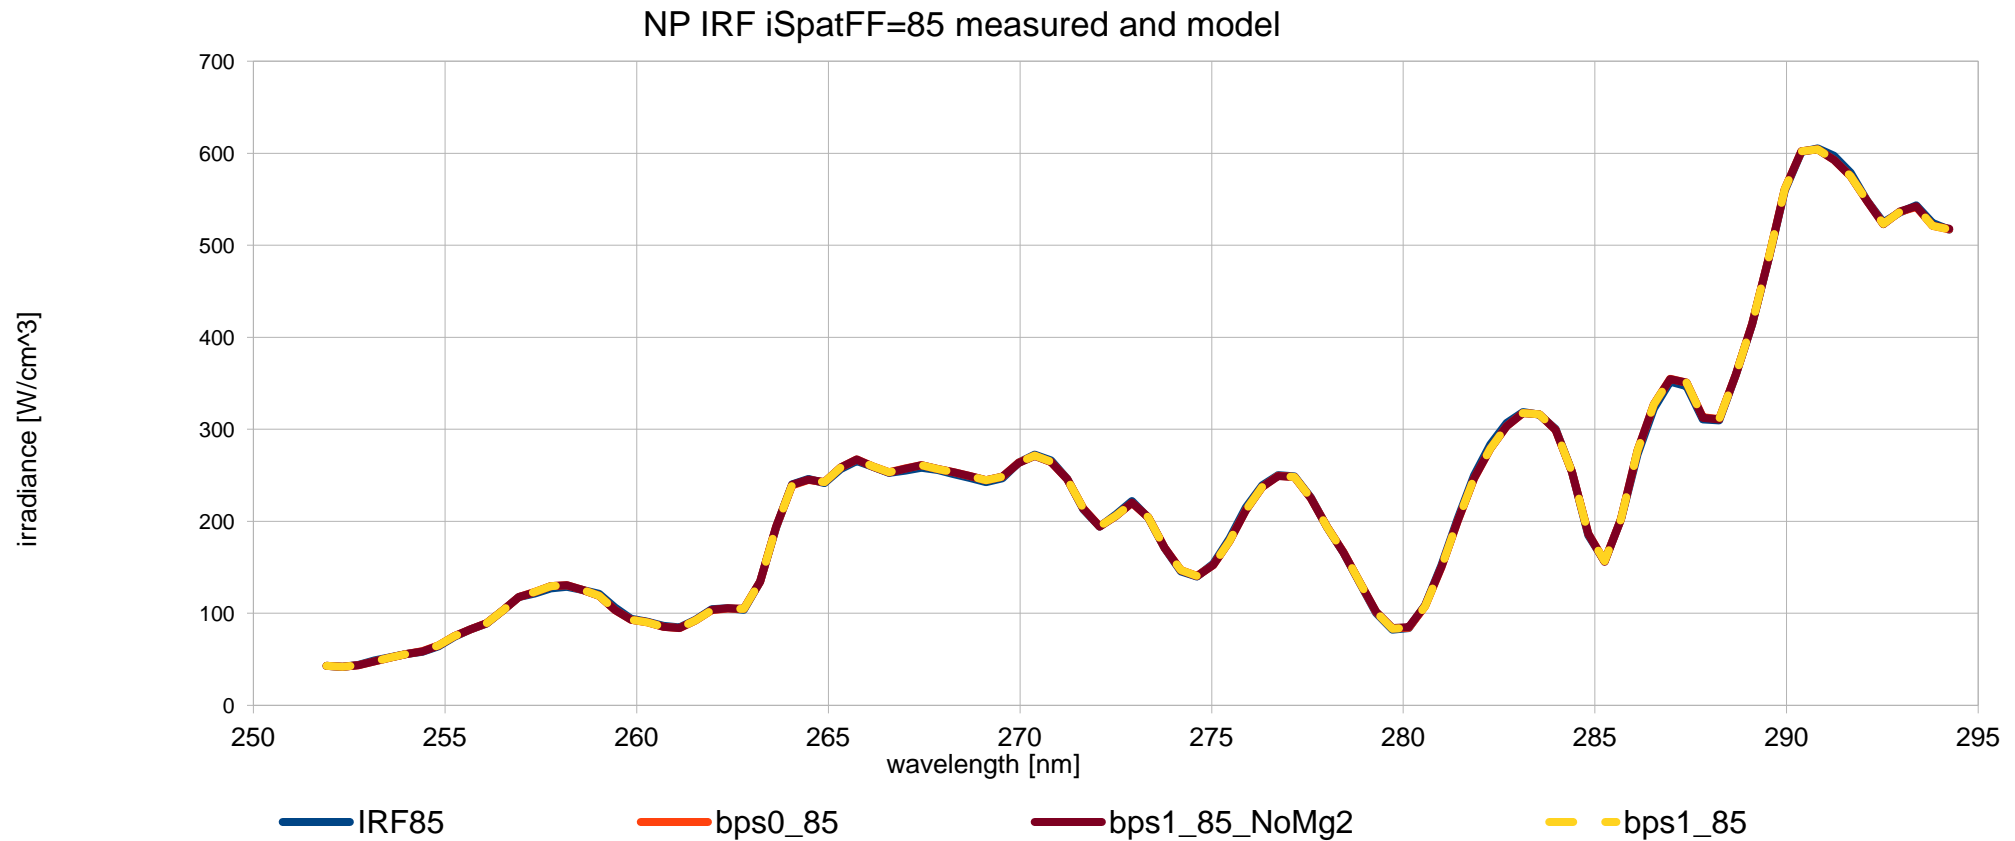 NP IRF iSpatFF=85 measured and model
700
600
500
400
300
200
100
0
irradiance [W/cm^3]
250 255 260 265 270 275 280 285 290 295
wavelength [nm]
IRF85 bps0_85 bps1_85_NoMg2 bps1_85